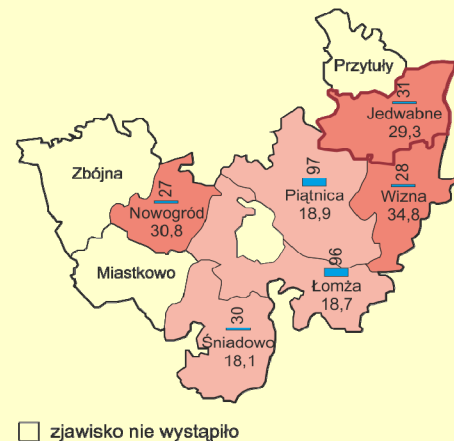 Przytuły
31
Jedwabne
29,3
Zbójna
97
Piątnica
18,9
28
Wizna
34,8
27
Nowogród
30,8
Miastkowo
96
Łomża
18,7
30
Śniadowo
18,1
zjawisko nie wystąpiło